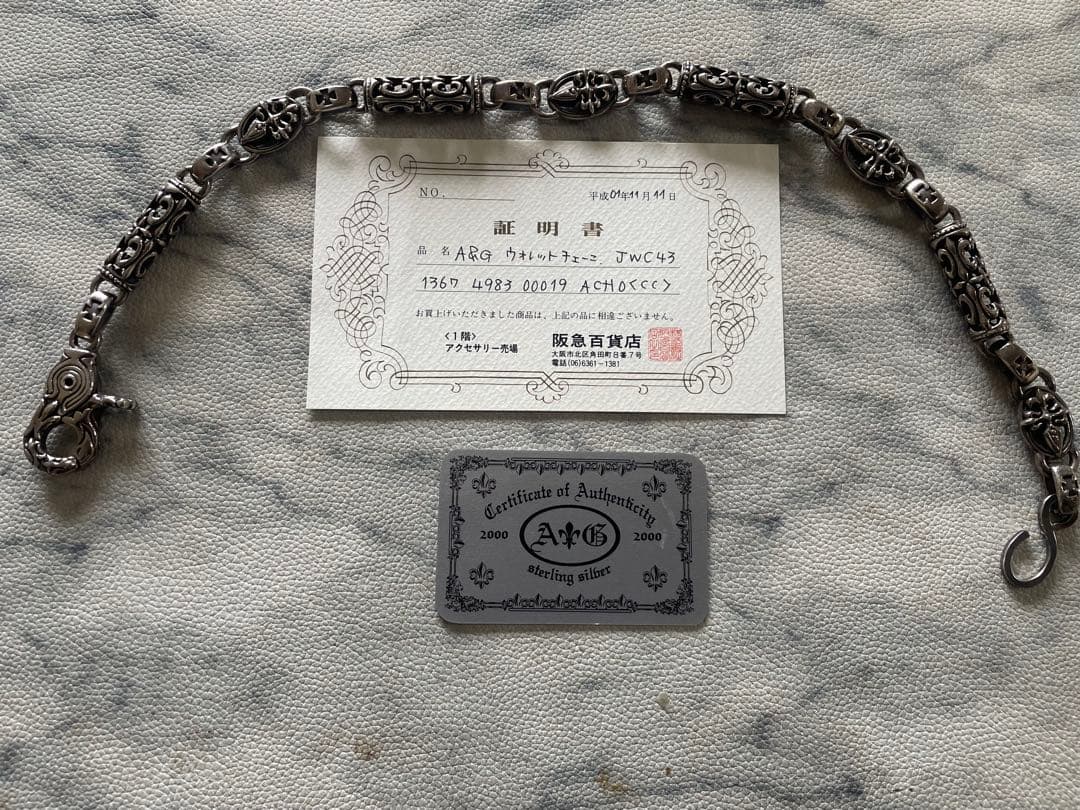 NO.
平成01年11月11日
証明書
品名 A&G ウォレットチェーン. JWC43
1367 4983 00019 ACHO<CC>
お買上げいただきました商品は、上記の品に相違ございません。
<1階>
アクセサリー売場
阪急百貨店
大阪市北区角田町8番7号
電話(06)6361-1381
Certificate of Authenticity
2000 A G 2000
sterling silver